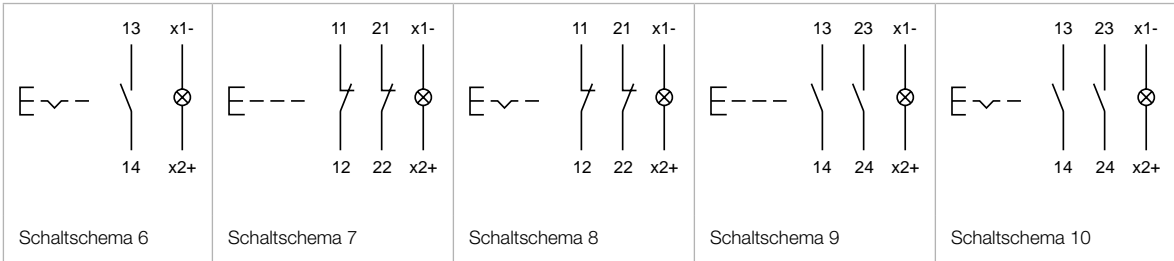 13 x1-
14 x2+
Schaltschema 6
11 21 x1-
12 22 x2+
Schaltschema 7
11 21 x1-
12 22 x2+
Schaltschema 8
13 23 x1-
14 24 x2+
Schaltschema 9
13 23 x1-
14 24 x2+
Schaltschema 10